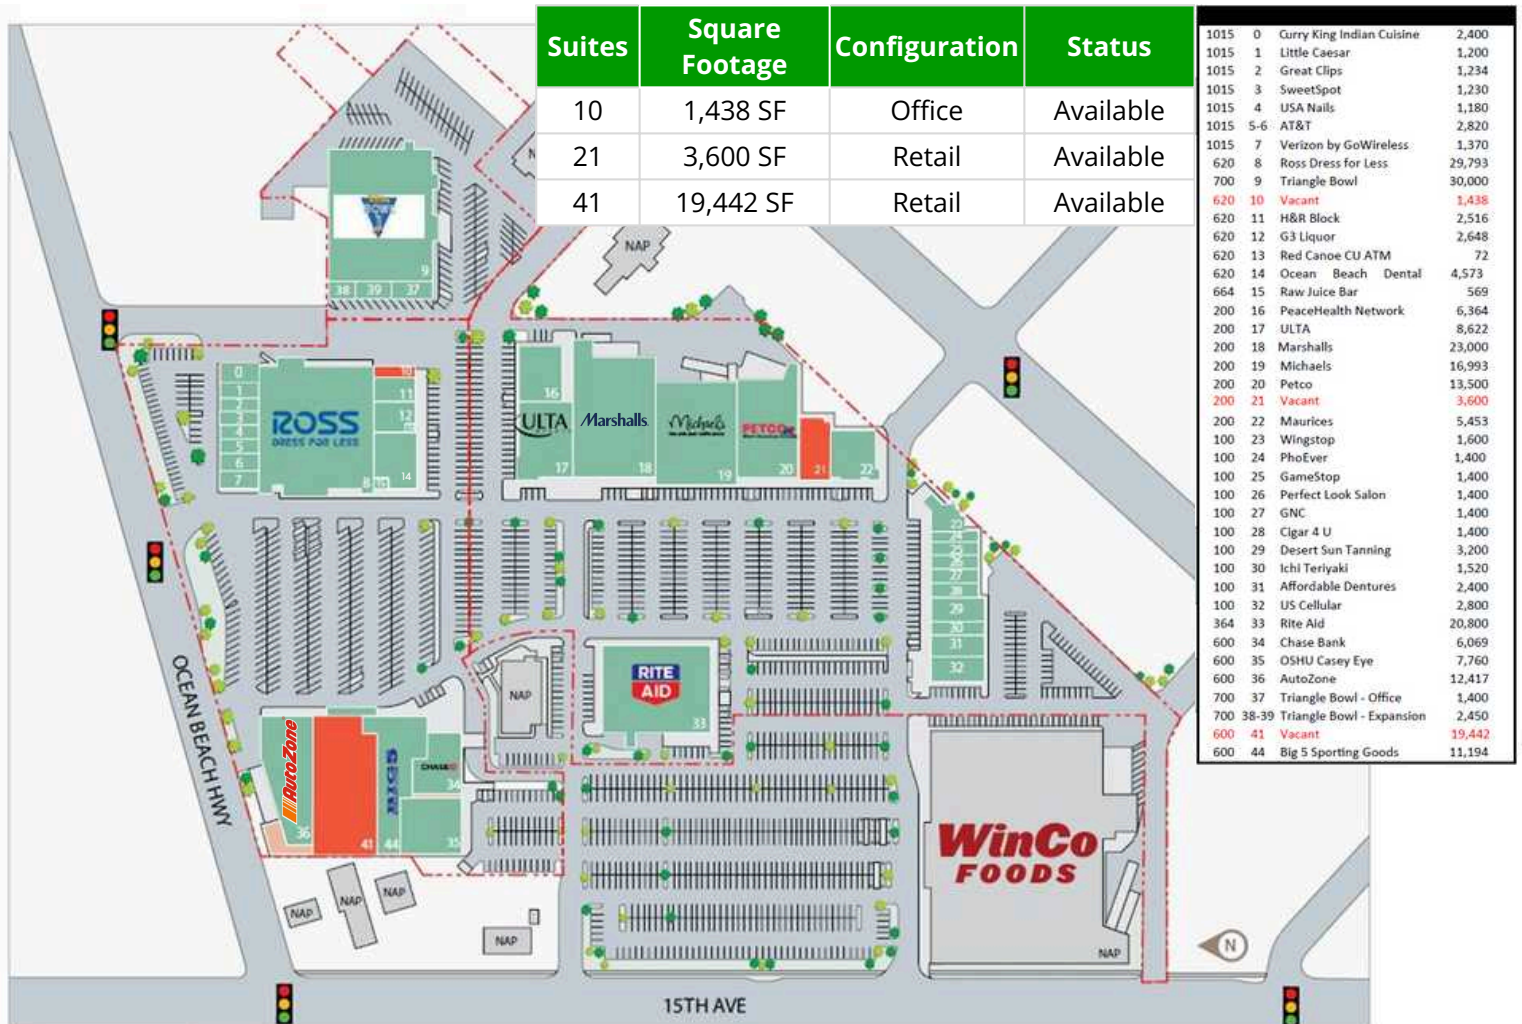 Suites Square Footage Configuration Status
10 1,438 SF Office Available
21 3,600 SF Retail Available
41 19,442 SF Retail Available
1015 0 Curry King Indian Cuisine 2,400
1015 1 Little Caesar 1,200
1015 2 Great Clips 1,234
1015 3 SweetSpot 1,230
1015 4 USA Nails 1,180
1015 5-6 AT&T 2,820
1015 7 Verizon by GoWireless 1,370
620 8 Ross Dress for Less 29,793
700 9 Triangle Bowl 30,000
620 10 Vacant 1,438
620 11 H&R Block 2,516
620 12 G3 Liquor 2,648
620 13 Red Canoe CU ATM 72
620 14 Ocean Beach Dental 4,573
664 15 Raw Juice Bar 569
200 16 PeaceHealth Network 6,364
200 17 ULTA 8,622
200 18 Marshalls 23,000
200 19 Michaels 16,993
200 20 Petco 13,500
200 21 Vacant 3,600
200 22 Maurices 5,453
100 23 Wingstop 1,600
100 24 PhoEver 1,400
100 25 GameStop 1,400
100 26 Perfect Look Salon 1,400
100 27 GNC 1,400
100 28 Cigar 4 U 1,400
100 29 Desert Sun Tanning 3,200
100 30 Ichi Teriyaki 1,520
100 31 Affordable Dentures 2,400
100 32 US Cellular 2,800
364 33 Rite Aid 20,800
600 34 Chase Bank 6,069
600 35 OSHU Casey Eye 7,760
600 36 AutoZone 12,417
700 37 Triangle Bowl - Office 1,400
700 38-39 Triangle Bowl - Expansion 2,450
600 41 Vacant 19,442
600 44 Big 5 Sporting Goods 11,194
NAP
9
38 39 37
0
1
2
3
4
5
6
7
ROSS
DRESS FOR LESS
8
10
11
12
14
16
ULTA
17
Marshalls
18
Michaels
19
PETCO
20
21
22
23
24
25
26
27
28
29
30
31
32
NAP
RITE
AID
33
OCEAN BEACH HWY
AutoZone
36
41
BIG 5
44
CHASE
34
35
WinCo
FOODS
NAP
NAP
NAP
NAP
NAP
N
15TH AVE